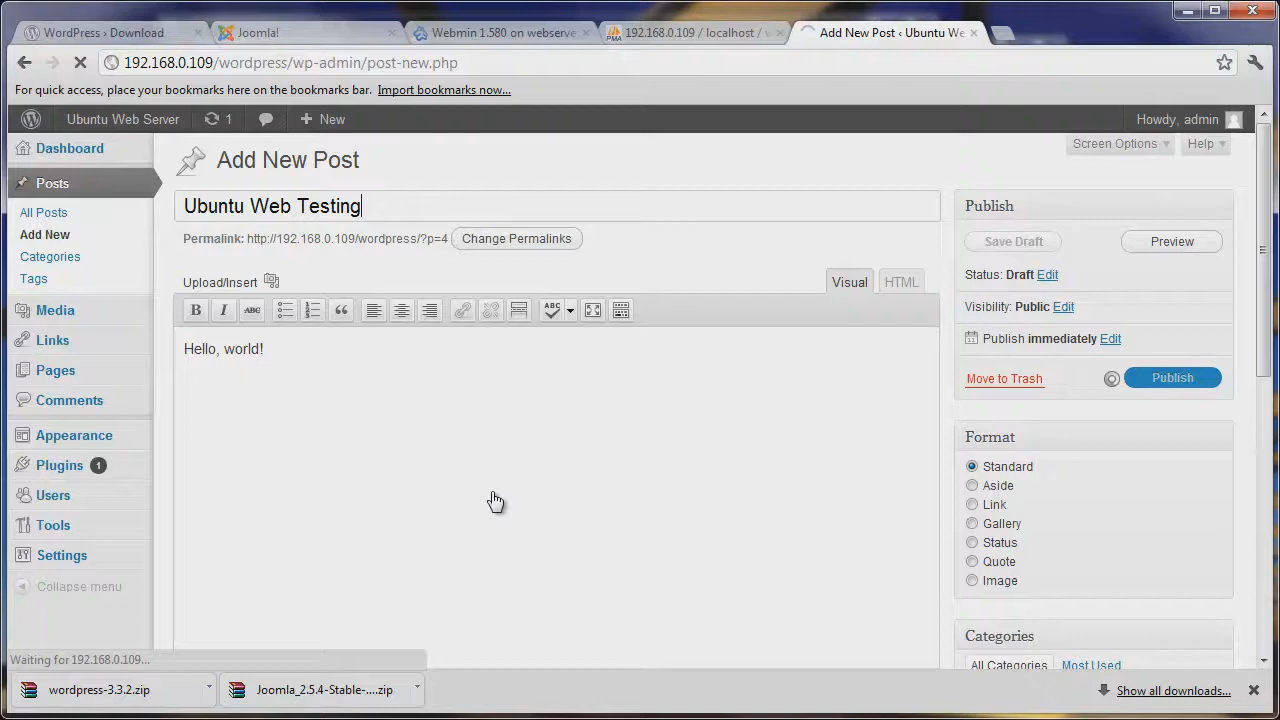 WordPress › Download
Joomla!
Webmin 1.580 on webserve
192.168.0.109 / localhost / w
Add New Post ‹ Ubuntu We
192.168.0.109/wordpress/wp-admin/post-new.php
For quick access, place your bookmarks here on the bookmarks bar. Import bookmarks now...
Ubuntu Web Server
1
New
Howdy, admin
Dashboard
Posts
All Posts
Add New
Categories
Tags
Media
Links
Pages
Comments
Appearance
Plugins 1
Users
Tools
Settings
Collapse menu
Screen Options
Help
Add New Post
Ubuntu Web Testing
Permalink: http://192.168.0.109/wordpress/?p=4 Change Permalinks
Upload/Insert
Visual
HTML
B I ABC
ABC
Hello, world!
Publish
Save Draft
Preview
Status: Draft Edit
Visibility: Public Edit
Publish immediately Edit
Move to Trash
Publish
Format
Standard
Aside
Link
Gallery
Status
Quote
Image
Categories
All Categories
Most Used
Waiting for 192.168.0.109...
wordpress-3.3.2.zip
Joomla_2.5.4-Stable-....zip
Show all downloads...